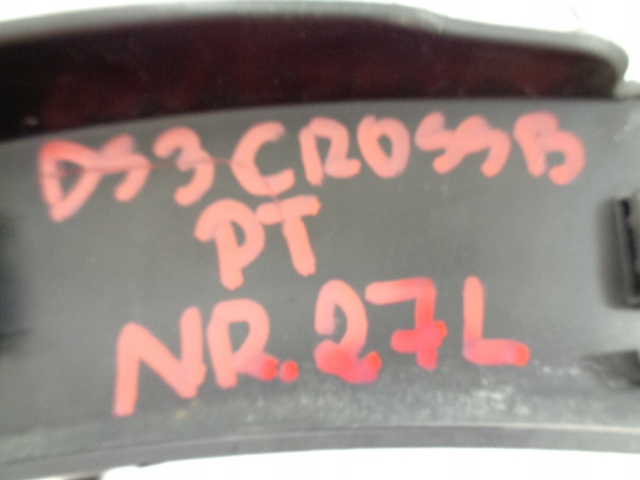 DS3 CROSSB
PT
NR. 27L